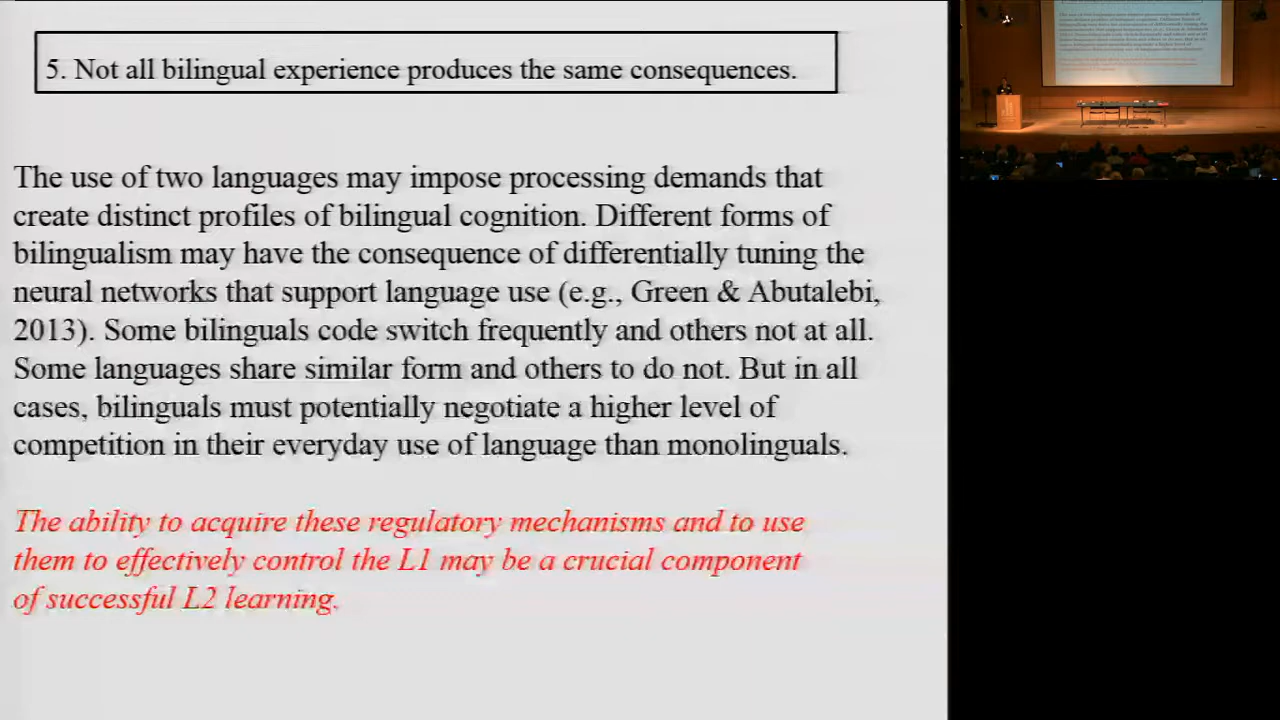 5. Not all bilingual experience produces the same consequences.
The use of two languages may impose processing demands that
create distinct profiles of bilingual cognition. Different forms of
bilingualism may have the consequence of differentially tuning the
neural networks that support language use (e.g., Green & Abutalebi,
2013). Some bilinguals code switch frequently and others not at all.
Some languages share similar form and others to do not. But in all
cases, bilinguals must potentially negotiate a higher level of
competition in their everyday use of language than monolinguals.
The ability to acquire these regulatory mechanisms and to use
them to effectively control the L1 may be a crucial component
of successful L2 learning.